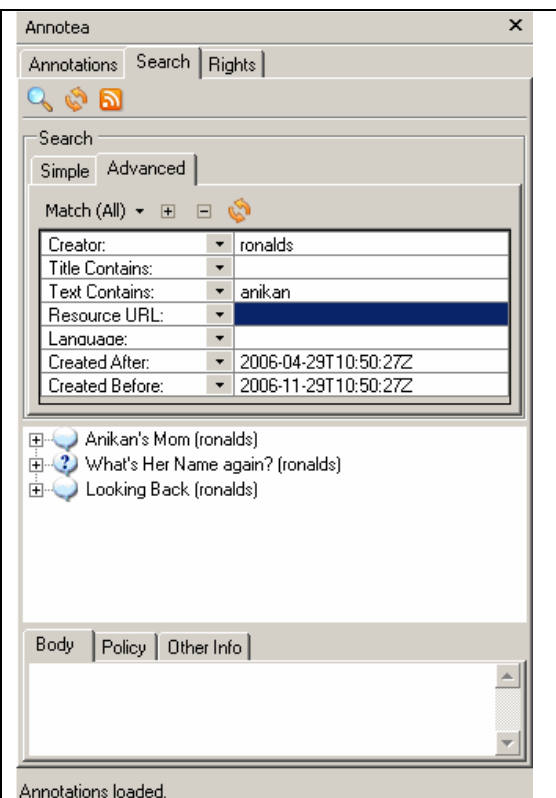 Annotea
Annotations Search Rights
Search
Simple Advanced
Match (All)
Creator: ronalds
Title Contains:
Text Contains: anikan
Resource URL:
Language:
Created After: 2006-04-29T10:50:27Z
Created Before: 2006-11-29T10:50:27Z
Anikan's Mom (ronalds)
What's Her Name again? (ronalds)
Looking Back (ronalds)
Body Policy Other Info
Annotations loaded.